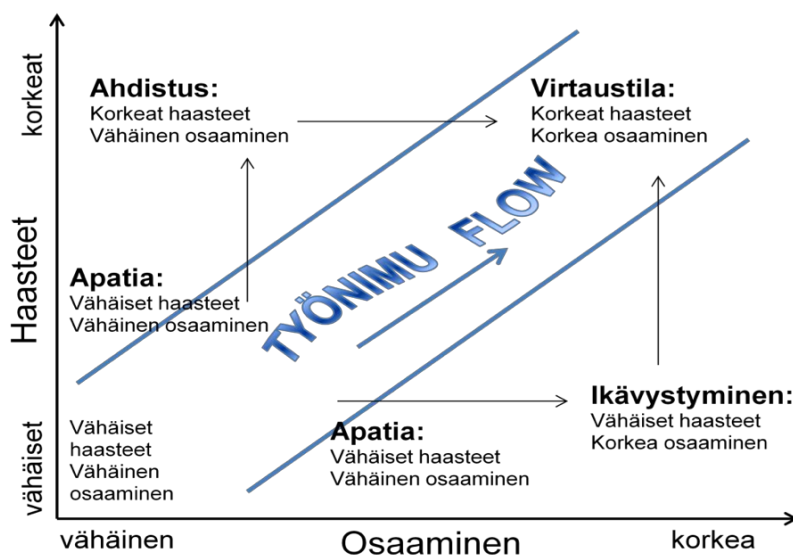 korkeat
Haasteet
vähäiset
Ahdistus:
Korkeat haasteet
Vähäinen osaaminen
Virtaustila:
Korkeat haasteet
Korkea osaaminen
TYÖNIMU FLOW
Apatia:
Vähäiset haasteet
Vähäinen osaaminen
Vähäiset
haasteet
Vähäinen
osaaminen
Apatia:
Vähäiset haasteet
Vähäinen osaaminen
Ikävystyminen:
Vähäiset haasteet
Korkea osaaminen
vähäinen
Osaaminen
korkea